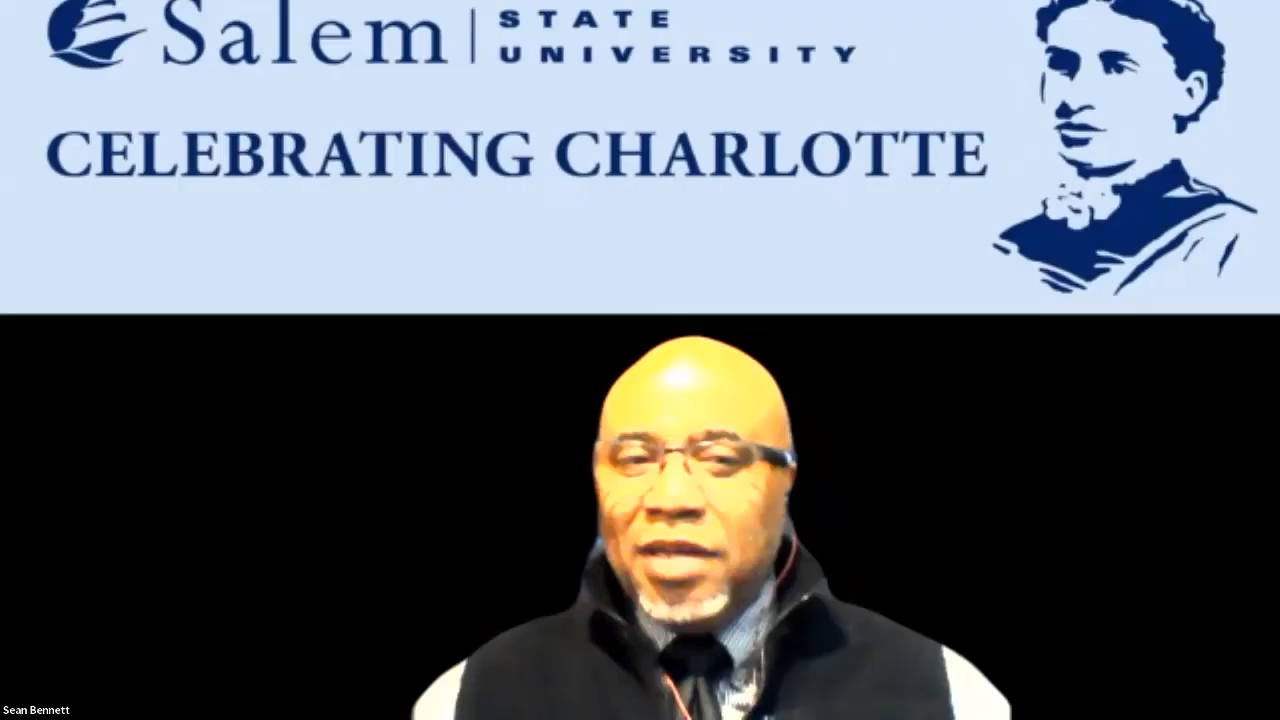 Salem
STATE
UNIVERSITY
CELEBRATING CHARLOTTE
Sean Bennett